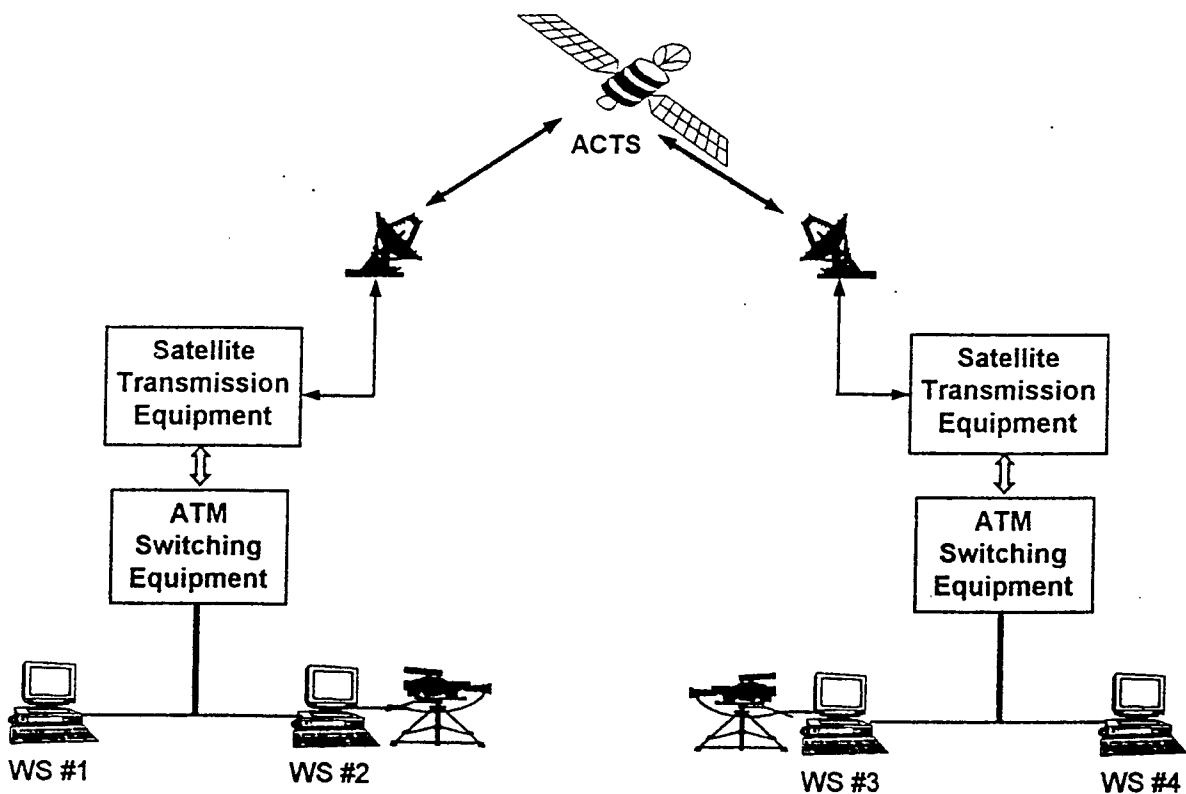 ACTS
Satellite
Transmission
Equipment
ATM
Switching
Equipment
WS #1
WS #2
Satellite
Transmission
Equipment
ATM
Switching
Equipment
WS #3
WS #4